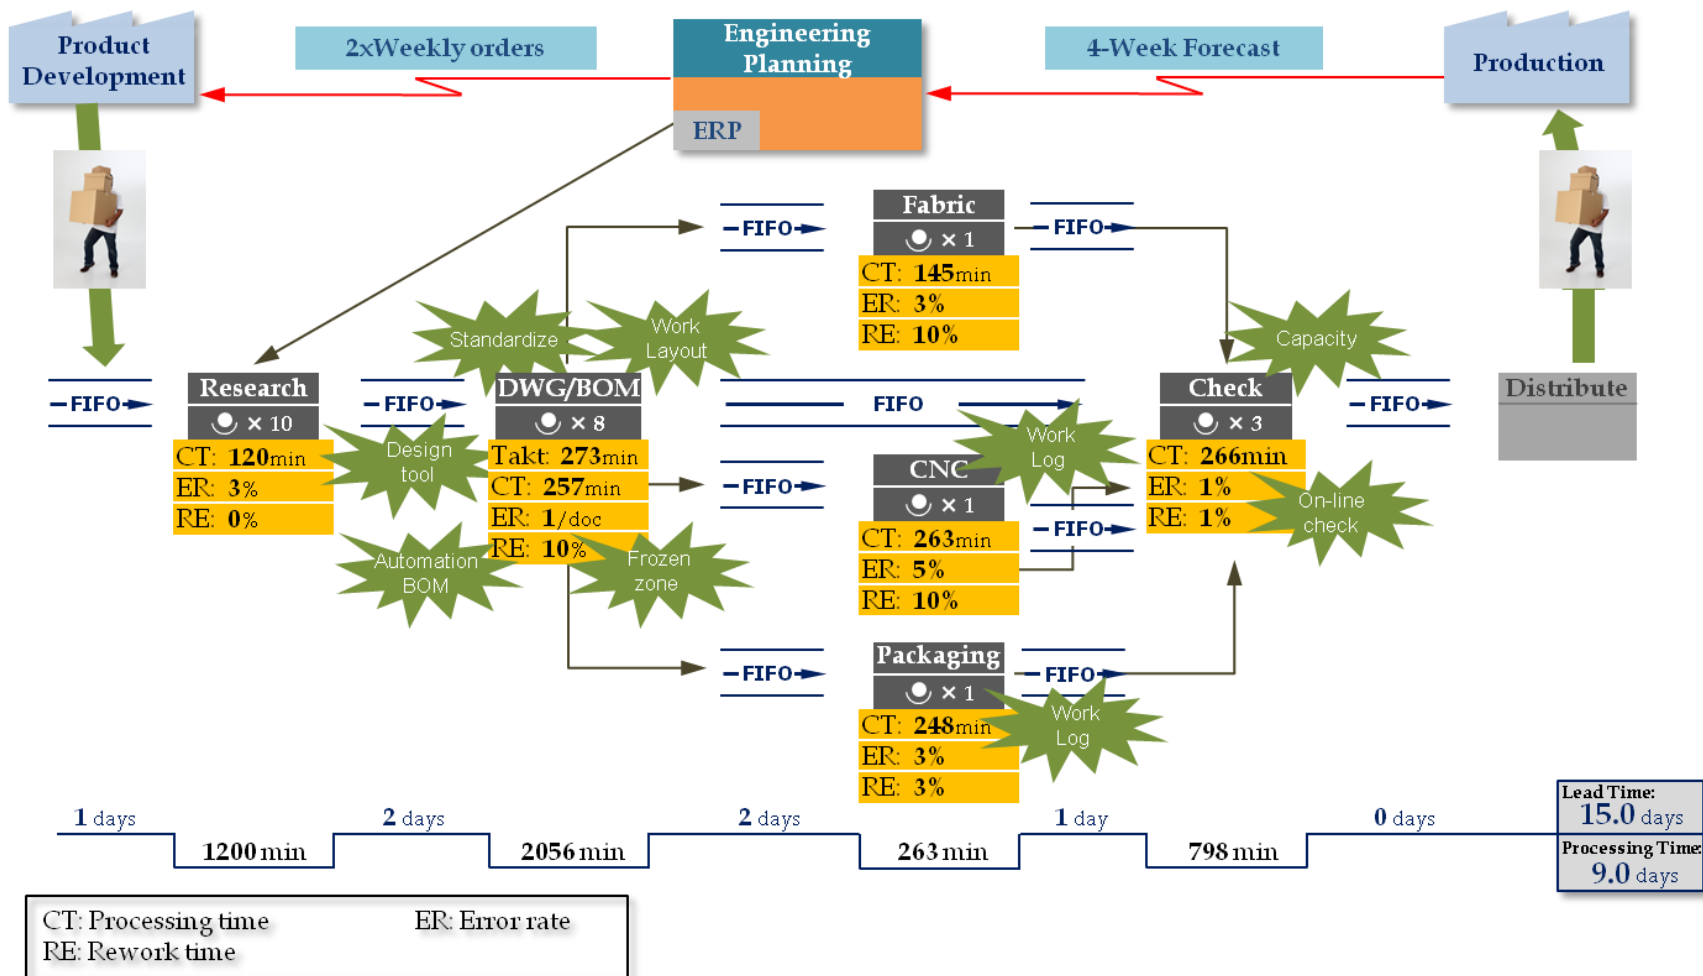 Product
Development
2xWeekly orders
Engineering
Planning
ERP
4-Week Forecast
Production
FIFO
Fabric
× 1
CT: 145min
ER: 3%
RE: 10%
FIFO
Standardize
Work
Layout
Capacity
FIFO
Research
× 10
CT: 120min
ER: 3%
RE: 0%
FIFO
Design
tool
Automation
BOM
DWG/BOM
× 8
Takt: 273min
CT: 257min
ER: 1/doc
RE: 10%
Frozen
zone
FIFO
FIFO
CNC
× 1
CT: 263min
ER: 5%
RE: 10%
Work
Log
FIFO
Check
× 3
CT: 266min
ER: 1%
RE: 1%
On-line
check
FIFO
Distribute
FIFO
Packaging
× 1
CT: 248min
ER: 3%
RE: 3%
FIFO
Work
Log
1 days
1200 min
2 days
2056 min
2 days
263 min
1 day
798 min
0 days
Lead Time:
15.0 days
Processing Time:
9.0 days
CT: Processing time
ER: Error rate
RE: Rework time